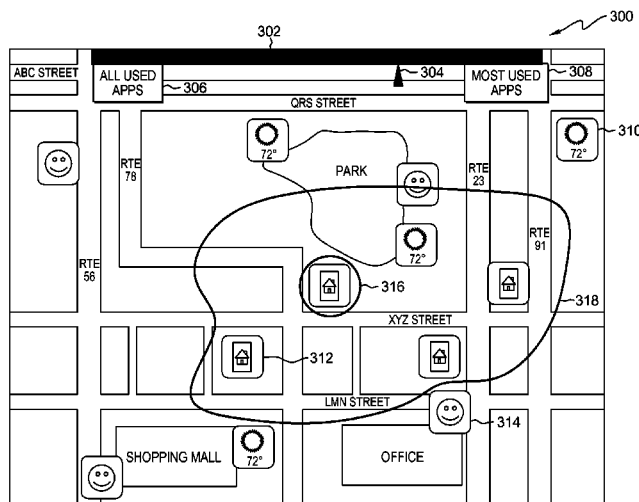 300
302
ABC STREET
ALL USED
APPS
306
304
MOST USED
APPS
308
QRS STREET
72°
310
72°
RTE
78
PARK
RTE
23
72°
RTE
56
RTE
91
316
318
XYZ STREET
312
LMN STREET
314
SHOPPING MALL
72°
OFFICE